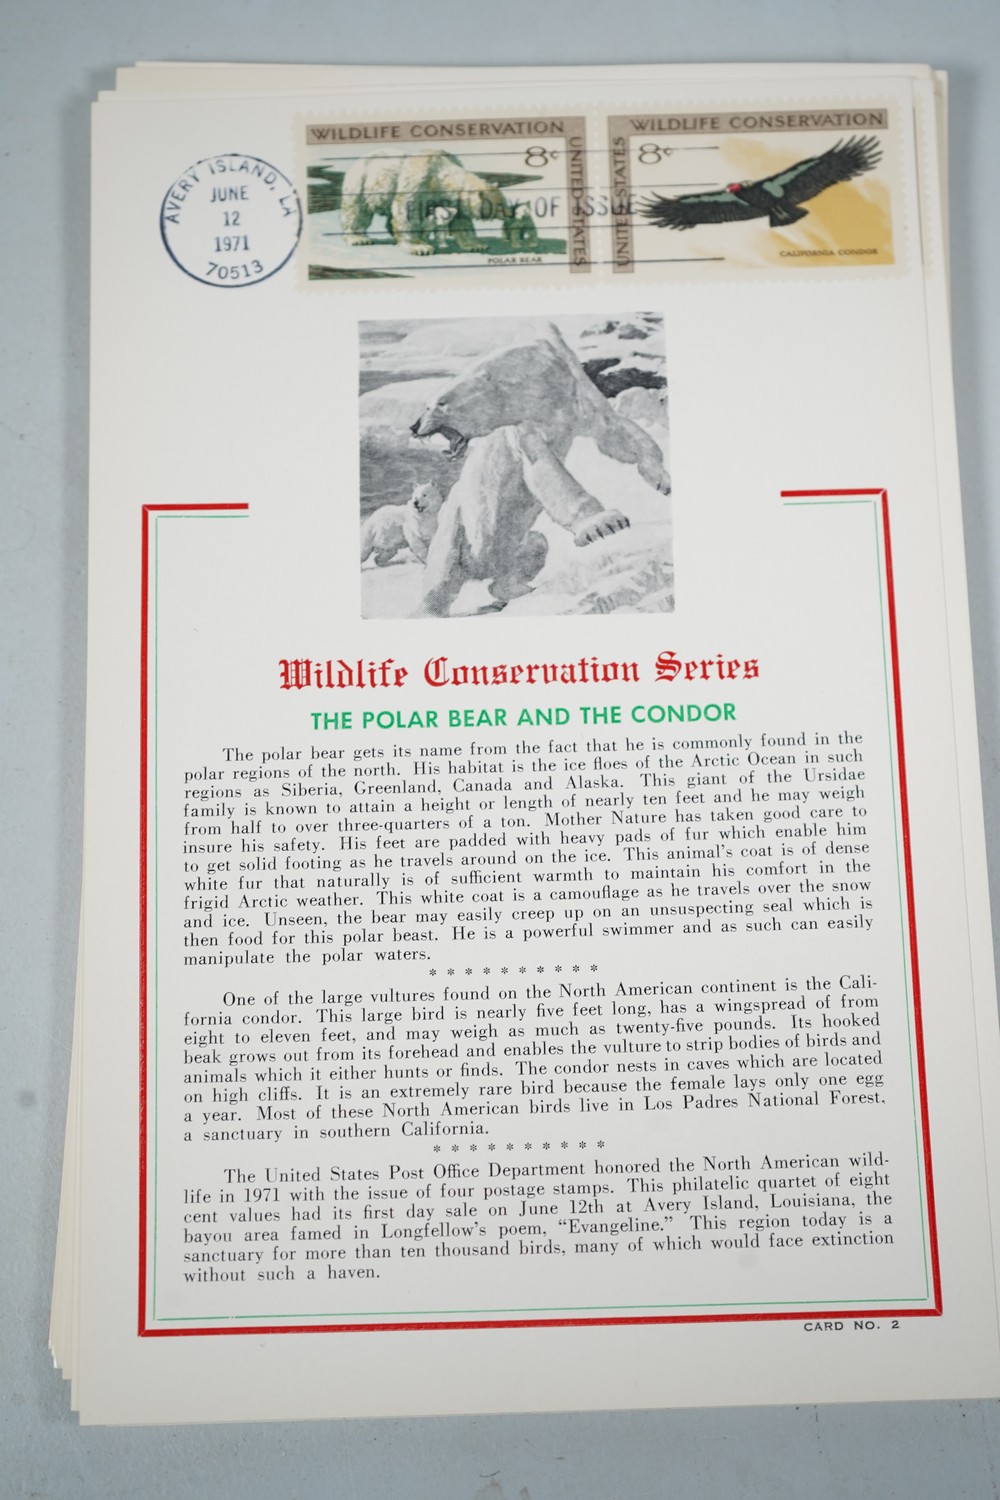 AVERY ISLAND, LA
JUNE
12
1971
70513
FIRST DAY OF ISSUE
WILDLIFE CONSERVATION
8c
UNITED STATES
POLAR BEAR
WILDLIFE CONSERVATION
UNITED STATES
8c
CALIFORNIA CONDOR
Wildlife Conservation Series
THE POLAR BEAR AND THE CONDOR
The polar bear gets its name from the fact that he is commonly found in the
polar regions of the north. His habitat is the ice floes of the Arctic Ocean in such
regions as Siberia, Greenland, Canada and Alaska. This giant of the Ursidae
family is known to attain a height or length of nearly ten feet and he may weigh
from half to over three-quarters of a ton. Mother Nature has taken good care to
insure his safety. His feet are padded with heavy pads of fur which enable him
to get solid footing as he travels around on the ice. This animal's coat is of dense
white fur that naturally is of sufficient warmth to maintain his comfort in the
frigid Arctic weather. This white coat is a camouflage as he travels over the snow
and ice. Unseen, the bear may easily creep up on an unsuspecting seal which is
then food for this polar beast. He is a powerful swimmer and as such can easily
manipulate the polar waters.
* * * * * * * * * *
One of the large vultures found on the North American continent is the Cali-
fornia condor. This large bird is nearly five feet long, has a wingspread of from
eight to eleven feet, and may weigh as much as twenty-five pounds. Its hooked
beak grows out from its forehead and enables the vulture to strip bodies of birds and
animals which it either hunts or finds. The condor nests in caves which are located
on high cliffs. It is an extremely rare bird because the female lays only one egg
a year. Most of these North American birds live in Los Padres National Forest,
a sanctuary in southern California.
* * * * * * * * * *
The United States Post Office Department honored the North American wild-
life in 1971 with the issue of four postage stamps. This philatelic quartet of eight
cent values had its first day sale on June 12th at Avery Island, Louisiana, the
bayou area famed in Longfellow's poem, "Evangeline." This region today is a
sanctuary for more than ten thousand birds, many of which would face extinction
without such a haven.
CARD NO. 2